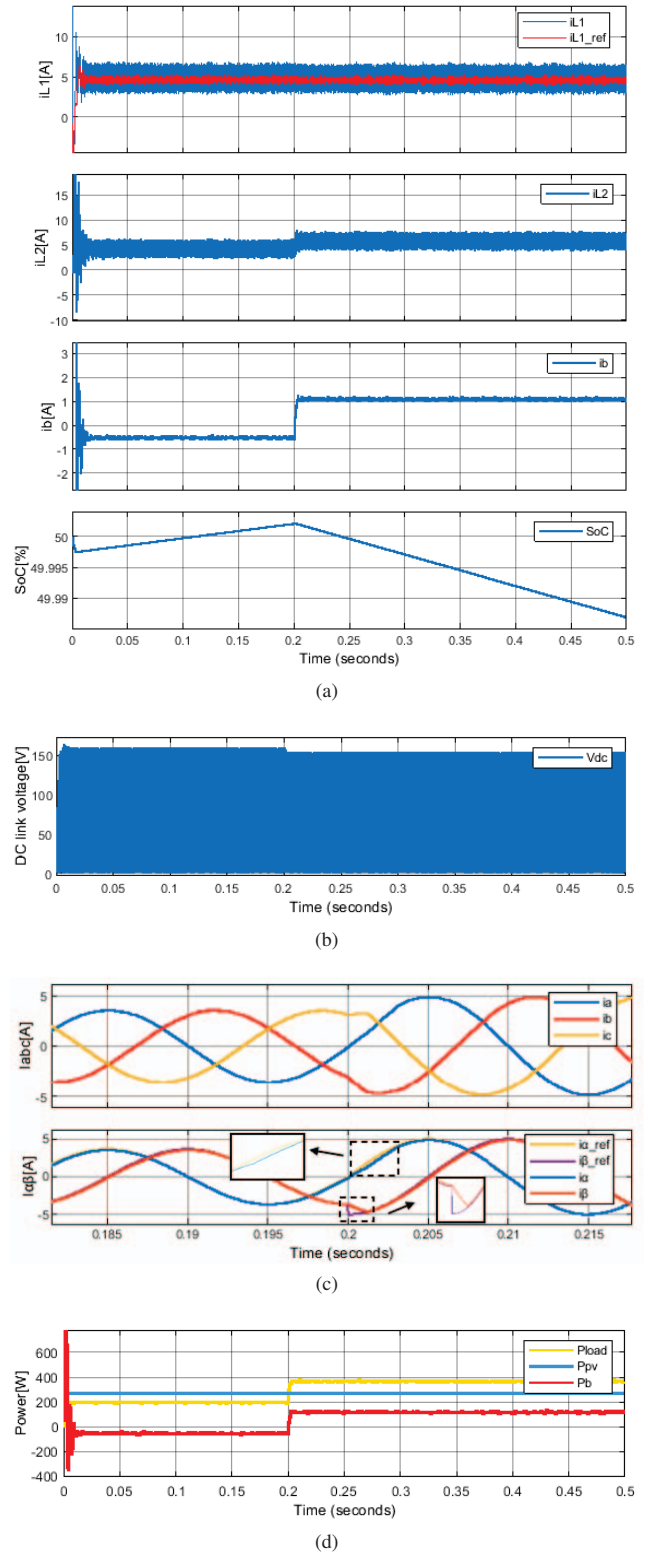 iL1
iL1_ref
10
5
0
iL1[A]
iL2
15
10
5
0
-5
-10
iL2[A]
ib
3
2
1
0
-1
-2
ib[A]
SoC
50
49.995
49.99
SoC[%]
0 0.05 0.1 0.15 0.2 0.25 0.3 0.35 0.4 0.45 0.5
Time (seconds)
(a)
Vdc
150
100
50
0
DC link voltage[V]
0 0.05 0.1 0.15 0.2 0.25 0.3 0.35 0.4 0.45 0.5
Time (seconds)
(b)
ia
ib
ic
5
0
-5
Iabc[A]
iα_ref
iβ_ref
iα
iβ
5
0
-5
Iαβ[A]
0.185 0.19 0.195 0.2 0.205 0.21 0.215
Time (seconds)
(c)
Pload
Ppv
Pb
600
400
200
0
-200
-400
Power[W]
0 0.05 0.1 0.15 0.2 0.25 0.3 0.35 0.4 0.45 0.5
Time (seconds)
(d)